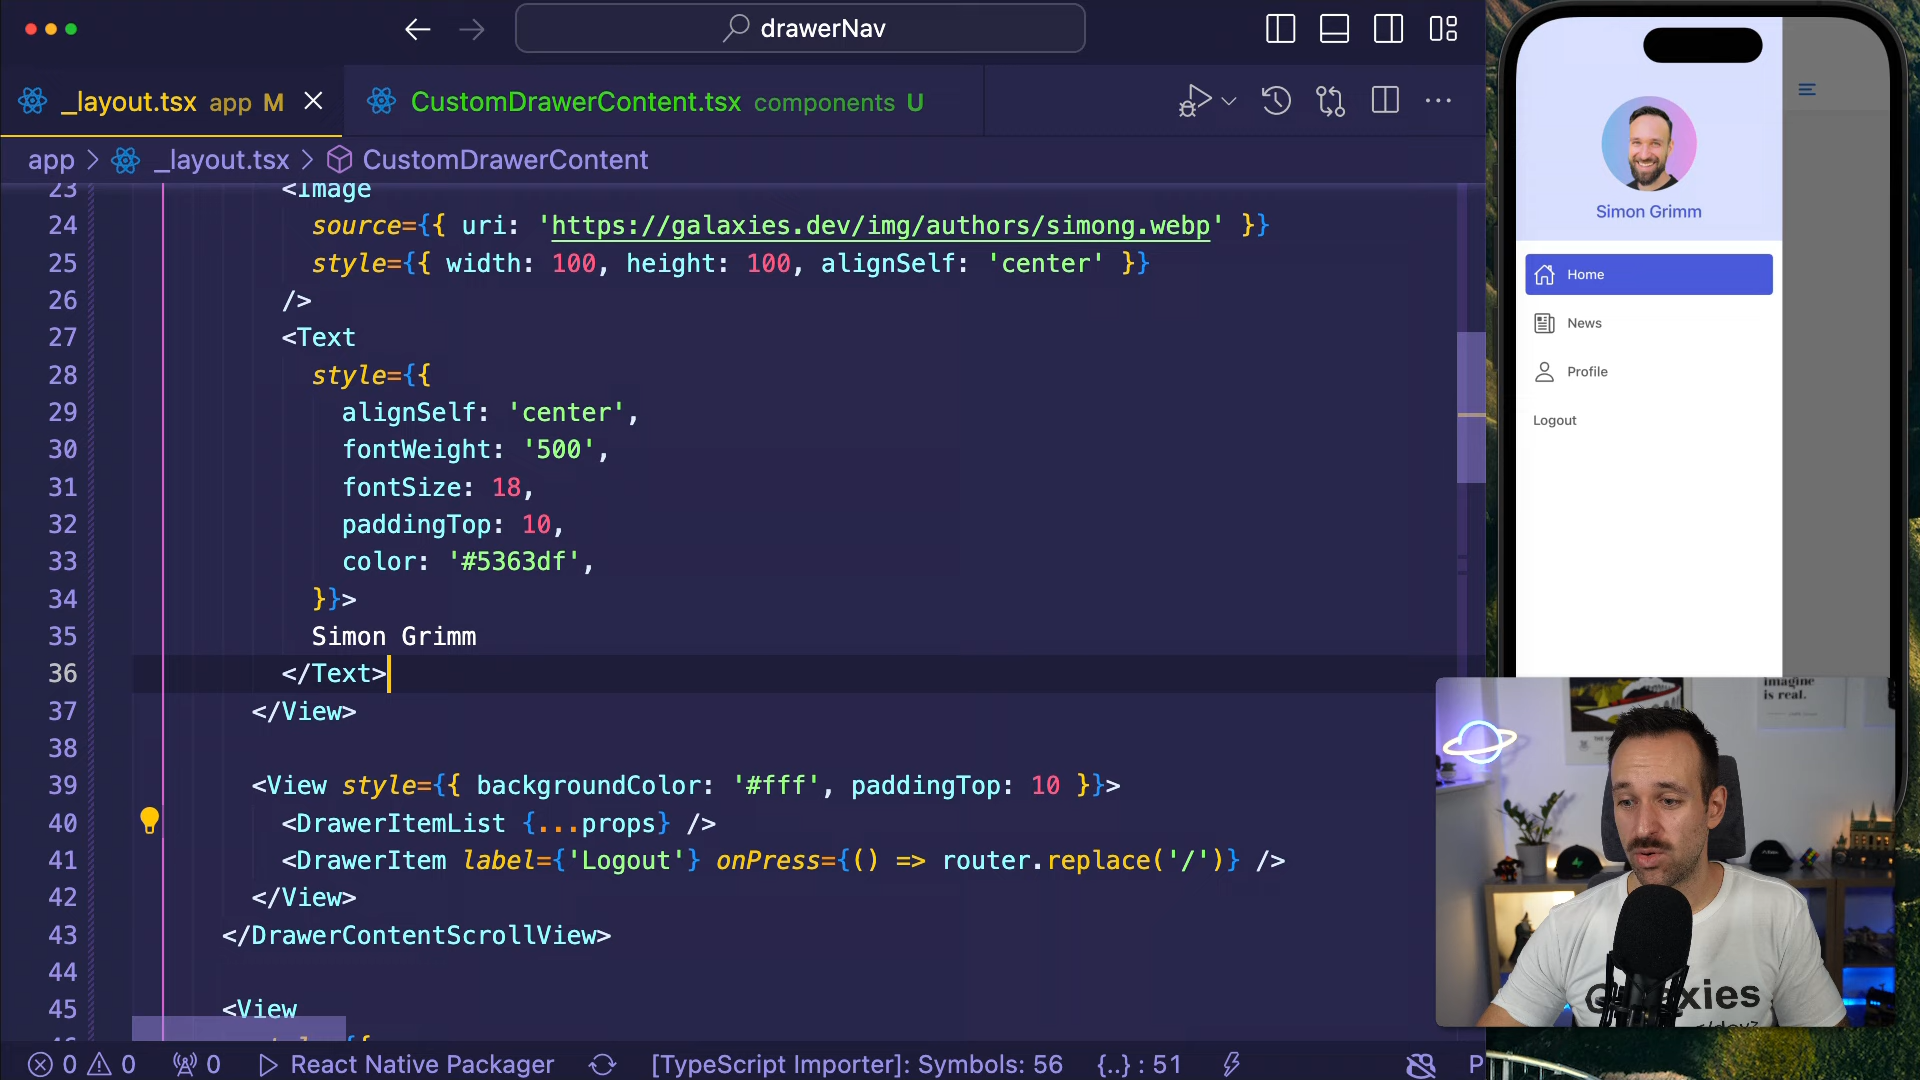 drawerNav
_layout.tsx app M
CustomDrawerContent.tsx components U
app > _layout.tsx > CustomDrawerContent
23 <Image
24 source={{ uri: 'https://galaxies.dev/img/authors/simong.webp' }}
25 style={{ width: 100, height: 100, alignSelf: 'center' }}
26 />
27 <Text
28 style={{
29 alignSelf: 'center',
30 fontWeight: '500',
31 fontSize: 18,
32 paddingTop: 10,
33 color: '#5363df',
34 }}>
35 Simon Grimm
36 </Text>
37 </View>
38
39 <View style={{ backgroundColor: '#fff', paddingTop: 10 }}>
40 <DrawerItemList {...props} />
41 <DrawerItem label={'Logout'} onPress={() => router.replace('/')} />
42 </View>
43 </DrawerContentScrollView>
44
45 <View
0 0 0 React Native Packager [TypeScript Importer]: Symbols: 56 {..} : 51 P
Simon Grimm
Home
News
Profile
Logout
imagine
is real.